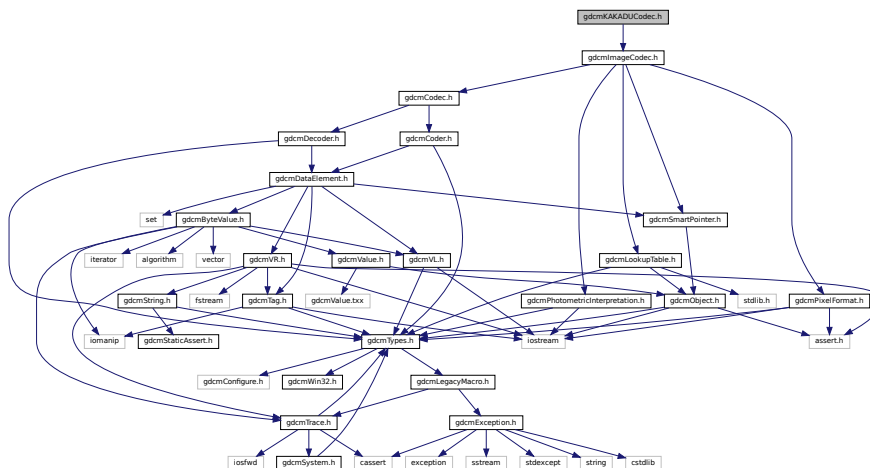 gdcmKAKADUCodec.h
gdcmImageCodec.h
gdcmCodec.h
gdcmDecoder.h
gdcmCoder.h
gdcmDataElement.h
set
gdcmByteValue.h
gdcmSmartPointer.h
iterator
algorithm
vector
gdcmVR.h
gdcmValue.h
gdcmVL.h
gdcmLookupTable.h
gdcmString.h
fstream
gdcmTag.h
gdcmValue.txx
gdcmPhotometricInterpretation.h
gdcmObject.h
stdlib.h
gdcmPixelFormat.h
iomanip
gdcmStaticAssert.h
gdcmTypes.h
iostream
assert.h
gdcmConfigure.h
gdcmWin32.h
gdcmLegacyMacro.h
gdcmTrace.h
gdcmException.h
iosfwd
gdcmSystem.h
cassert
exception
sstream
stdexcept
string
cstdlib